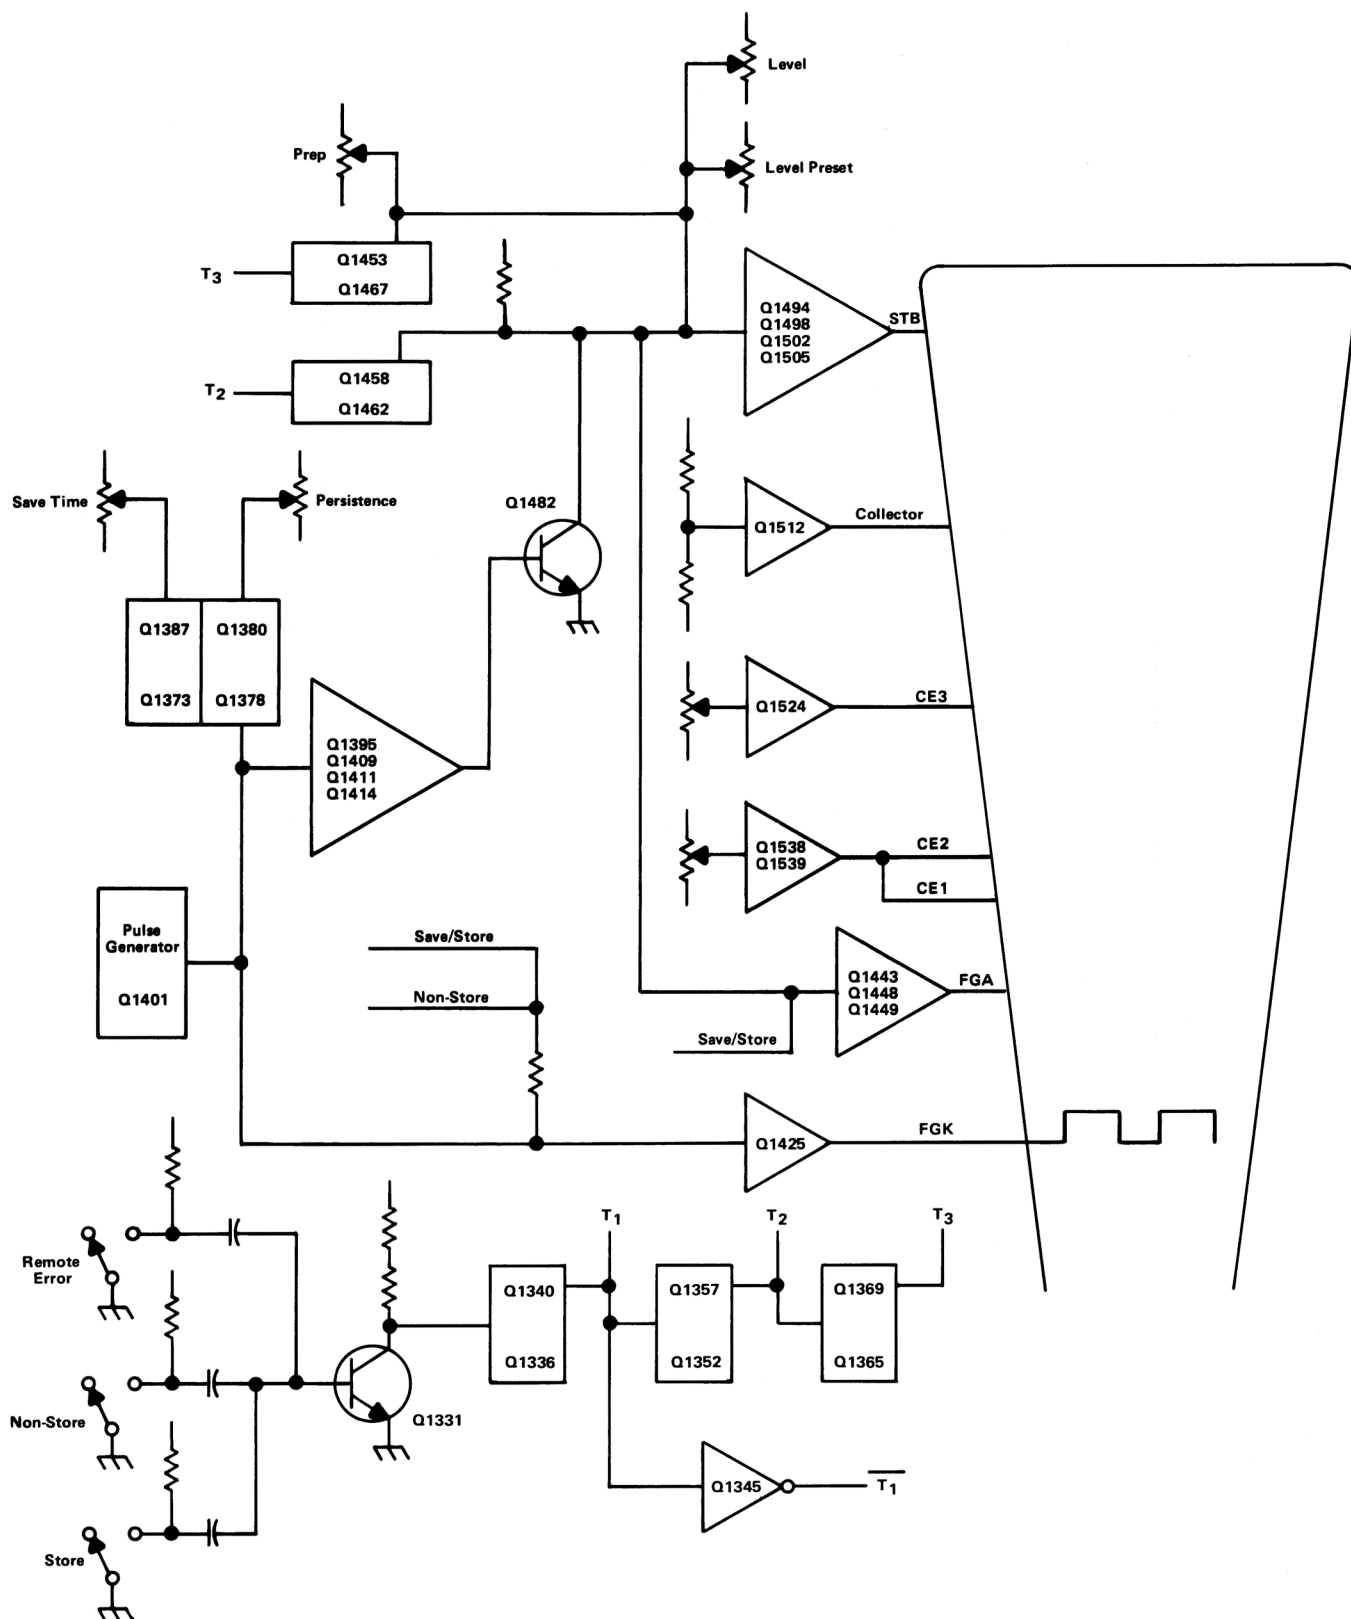 Level
Prep
Level Preset
T3
Q1453
Q1467
Q1494
Q1498
Q1502
Q1505
STB
T2
Q1458
Q1462
Save Time
Persistence
Q1482
Q1512
Collector
Q1387
Q1380
Q1373
Q1378
Q1524
CE3
Q1395
Q1409
Q1411
Q1414
Q1538
Q1539
CE2
CE1
Pulse
Generator
Q1401
Save/Store
Non-Store
Q1443
Q1448
Q1449
FGA
Save/Store
Q1425
FGK
T1
T2
T3
Remote
Error
Q1340
Q1336
Q1357
Q1352
Q1369
Q1365
Non-Store
Q1331
Q1345
T1
Store